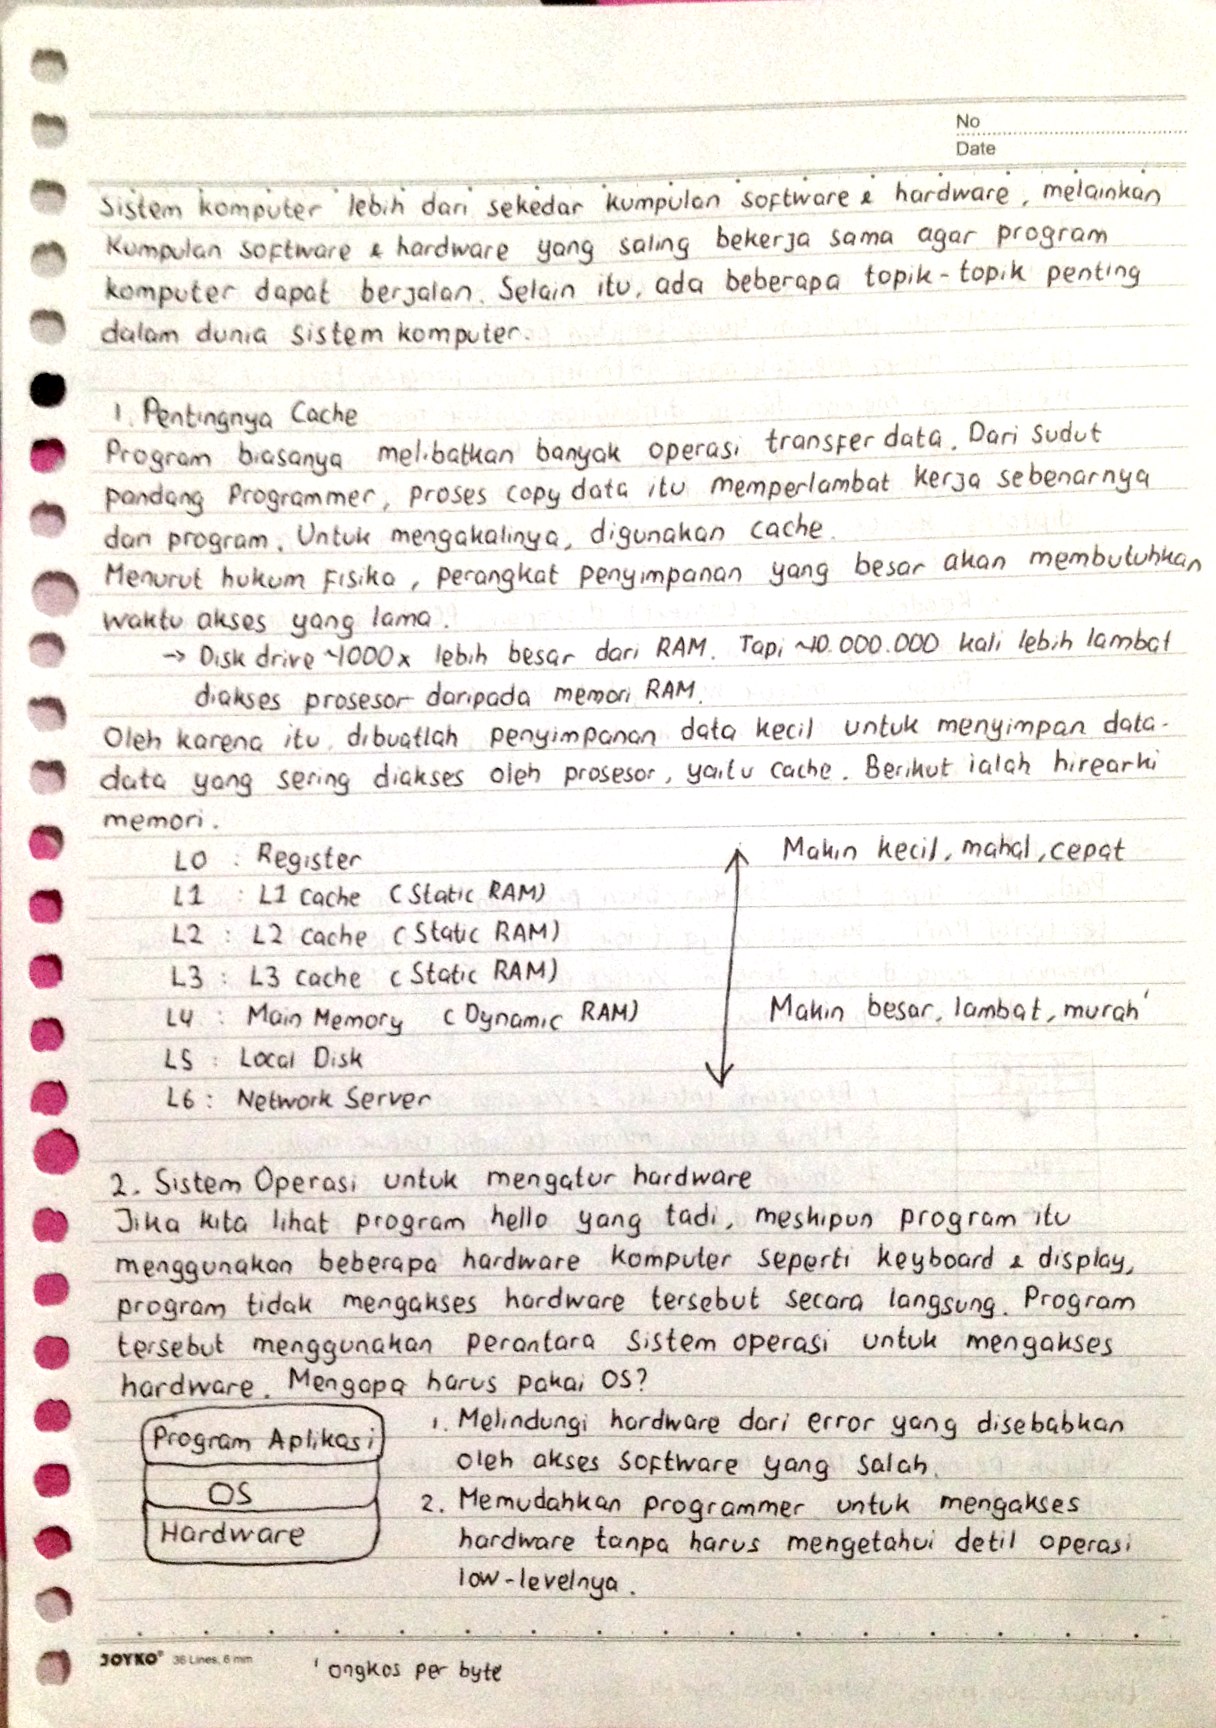 No
Date
Sistem komputer lebih dari sekedar kumpulan software & hardware, melainkan
Kumpulan software & hardware yang saling bekerja sama agar program
komputer dapat berjalan. Selain itu, ada beberapa topik-topik penting
dalam dunia sistem komputer.
1. Pentingnya Cache
Program biasanya melibatkan banyak operasi transfer data. Dari sudut
pandang Programmer, proses copy data itu memperlambat kerja sebenarnya
dari program. Untuk mengakalinya, digunakan cache.
Menurut hukum fisika, perangkat penyimpanan yang besar akan membutuhkan
waktu akses yang lama.
→ Disk drive ~1000x lebih besar dari RAM. Tapi ~10.000.000 kali lebih lambat
diakses prosesor daripada memori RAM.
Oleh karena itu dibuatlah penyimpanan data kecil untuk menyimpan data-
data yang sering diakses oleh prosesor, yaitu cache. Berikut ialah hirearki
memori.
L0 : Register
Makin kecil, mahal, cepat
L1 : L1 cache (Static RAM)
L2 : L2 cache (Static RAM)
L3 : L3 cache (Static RAM)
L4 : Main Memory (Dynamic RAM)
Makin besar, lambat, murah'
L5 : Local Disk
L6 : Network Server
2. Sistem Operasi untuk mengatur hardware
Jika kita lihat program hello yang tadi, meskipun program itu
menggunakan beberapa hardware komputer seperti keyboard & display,
program tidak mengakses hardware tersebut secara langsung. Program
tersebut menggunakan perantara sistem operasi untuk mengakses
hardware. Mengapa harus pakai OS?
Program Aplikasi
OS
Hardware
1. Melindungi hardware dari error yang disebabkan
oleh akses software yang salah.
2. Memudahkan programmer untuk mengakses
hardware tanpa harus mengetahui detil operasi
low-levelnya.
JOYKO® 36 Lines, 6 mm
' ongkos per byte